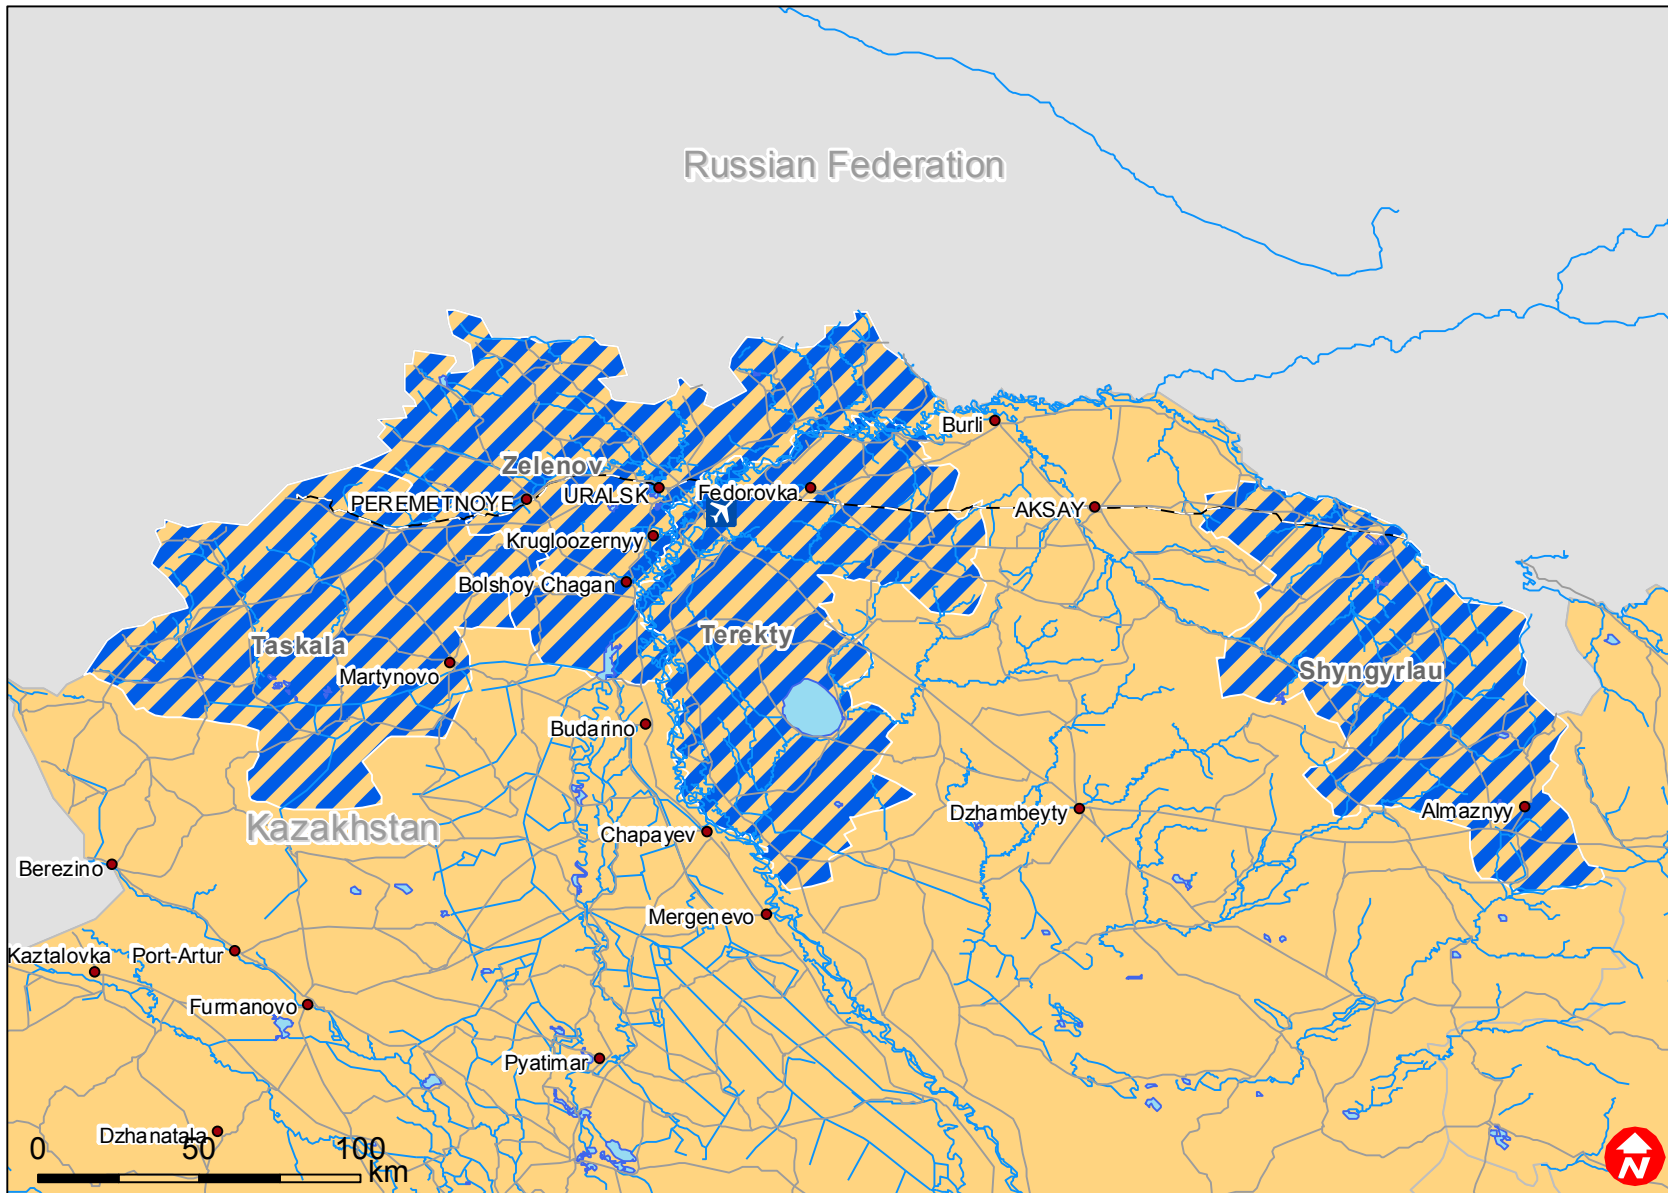 Russian Federation
Burli
Zelenov
PEREMETNOYE
URALSK
Fedorovka
AKSAY
Krugloozernyy
Bolshoy Chagan
Taskala
Terekty
Martynovo
Shyngyrlau
Budarino
Dzhambeyty
Almaznyy
Kazakhstan
Chapayev
Berezino
Mergenevo
Kaztalovka
Port-Artur
Furmanovo
Pyatimar
Dzhanatala
0 50 100
km
N